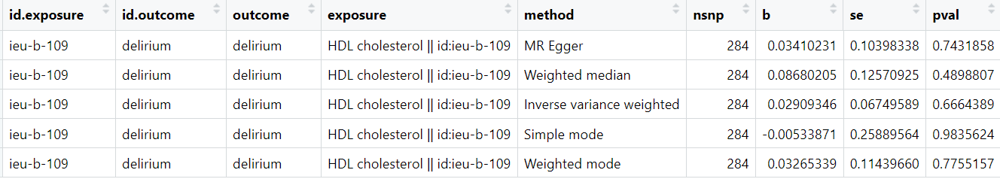 id.exposure id.outcome outcome exposure method nsnp b se pval
ieu-b-109 delirium delirium HDL cholesterol || id:ieu-b-109 MR Egger 284 0.03410231 0.10398338 0.7431858
ieu-b-109 delirium delirium HDL cholesterol || id:ieu-b-109 Weighted median 284 0.08680205 0.12570925 0.4898807
ieu-b-109 delirium delirium HDL cholesterol || id:ieu-b-109 Inverse variance weighted 284 0.02909346 0.06749589 0.6664389
ieu-b-109 delirium delirium HDL cholesterol || id:ieu-b-109 Simple mode 284 -0.00533871 0.25889564 0.9835624
ieu-b-109 delirium delirium HDL cholesterol || id:ieu-b-109 Weighted mode 284 0.03265339 0.11439660 0.7755157